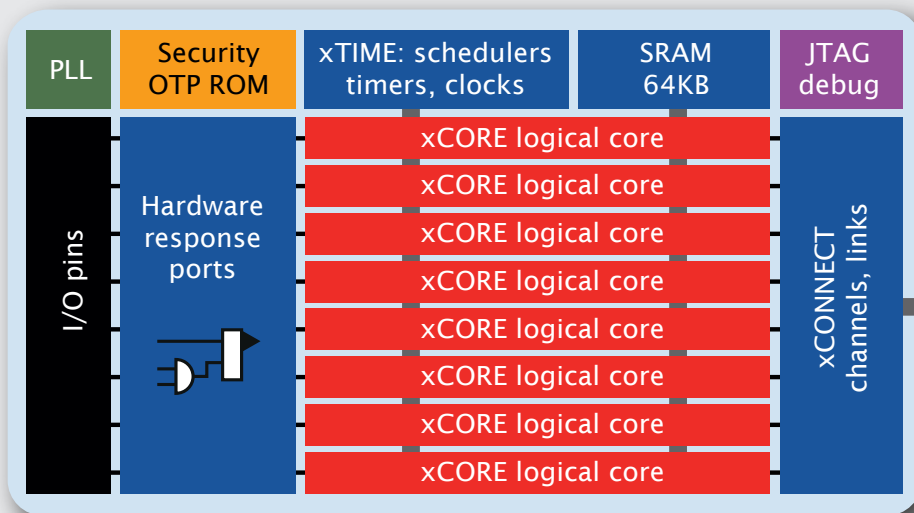 PLL
Security
OTP ROM
xTIME: schedulers
timers, clocks
SRAM
64KB
JTAG
debug
I/O pins
Hardware
response
ports
xCORE logical core
xCORE logical core
xCORE logical core
xCORE logical core
xCORE logical core
xCORE logical core
xCORE logical core
xCORE logical core
xCONNECT
channels, links